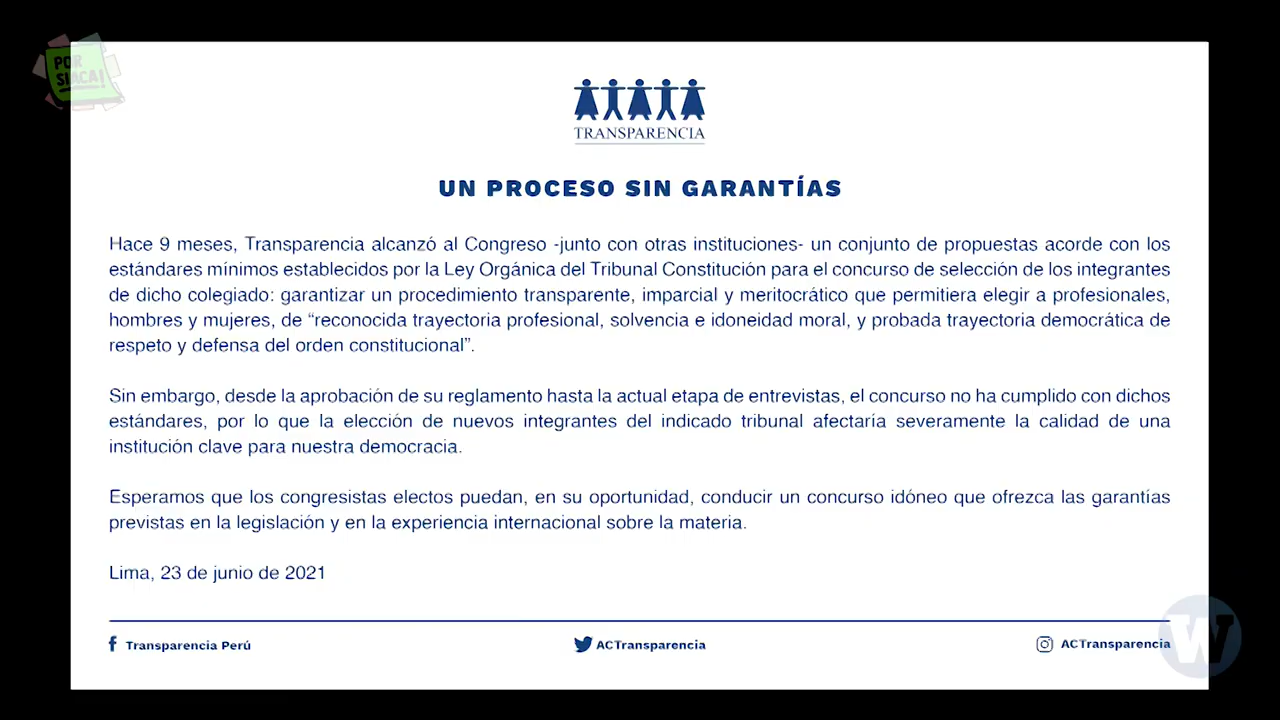 POR
SIACA!
TRANSPARENCIA
UN PROCESO SIN GARANTÍAS
Hace 9 meses, Transparencia alcanzó al Congreso -junto con otras instituciones- un conjunto de propuestas acorde con los
estándares mínimos establecidos por la Ley Orgánica del Tribunal Constitución para el concurso de selección de los integrantes
de dicho colegiado: garantizar un procedimiento transparente, imparcial y meritocrático que permitiera elegir a profesionales,
hombres y mujeres, de “reconocida trayectoria profesional, solvencia e idoneidad moral, y probada trayectoria democrática de
respeto y defensa del orden constitucional”.
Sin embargo, desde la aprobación de su reglamento hasta la actual etapa de entrevistas, el concurso no ha cumplido con dichos
estándares, por lo que la elección de nuevos integrantes del indicado tribunal afectaría severamente la calidad de una
institución clave para nuestra democracia.
Esperamos que los congresistas electos puedan, en su oportunidad, conducir un concurso idóneo que ofrezca las garantías
previstas en la legislación y en la experiencia internacional sobre la materia.
Lima, 23 de junio de 2021
Transparencia Perú
ACTransparencia
ACTransparencia
W